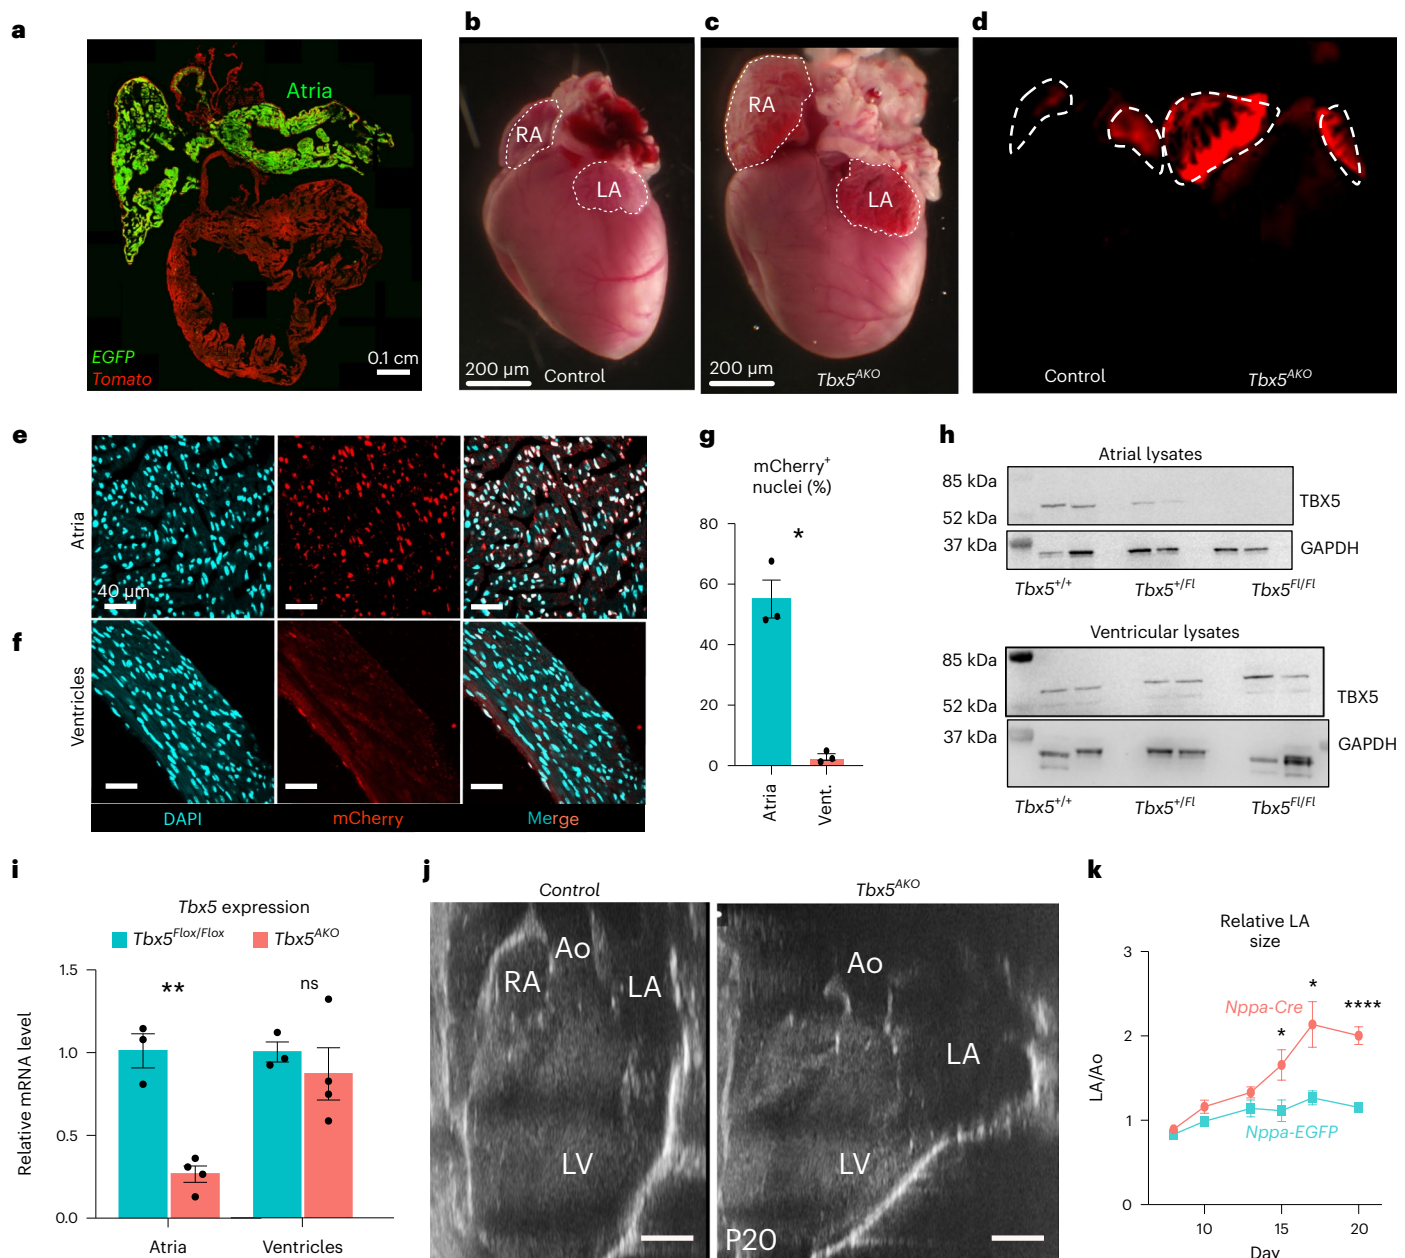 a
Atria
EGFP
Tomato
0.1 cm
b
RA
LA
200 µm
Control
c
RA
LA
200 µm
Tbx5AKO
d
Control
Tbx5AKO
e
Atria
40 µm
f
Ventricles
DAPI
mCherry
Merge
g
mCherry+
nuclei (%)
80
60
40
20
0
*
Atria
Vent.
h
Atrial lysates
85 kDa
52 kDa
37 kDa
TBX5
GAPDH
Tbx5+/+
Tbx5+/Fl
Tbx5Fl/Fl
Ventricular lysates
85 kDa
52 kDa
37 kDa
TBX5
GAPDH
Tbx5+/+
Tbx5+/Fl
Tbx5Fl/Fl
i
Tbx5 expression
Tbx5Flox/Flox
Tbx5AKO
Relative mRNA level
1.5
1.0
0.5
0.0
**
ns
Atria
Ventricles
j
Control
Ao
RA
LA
LV
Tbx5AKO
Ao
LA
LV
P20
k
Relative LA
size
LA/Ao
3
2
1
0
Nppa-Cre
*
*
****
Nppa-EGFP
10
15
20
Day